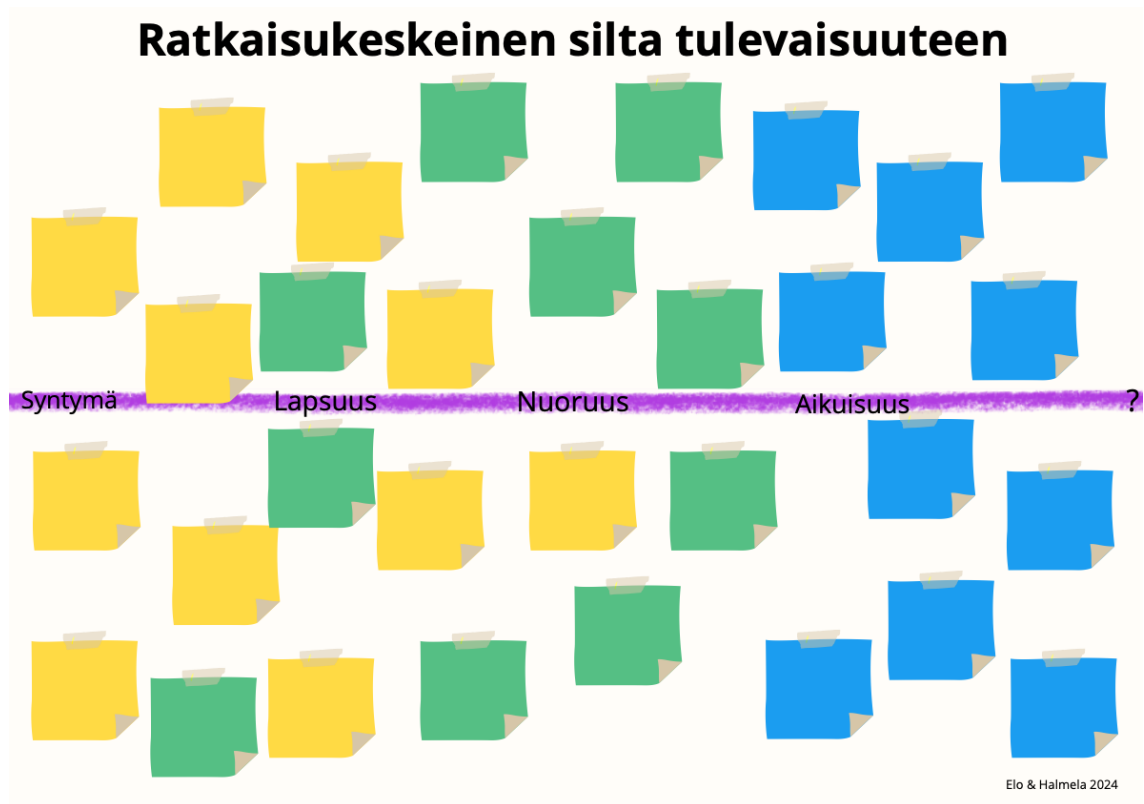 Ratkaisukeskeinen silta tulevaisuuteen
Syntymä
Lapsuus
Nuoruus
Aikuisuus
?
Elo & Halmela 2024